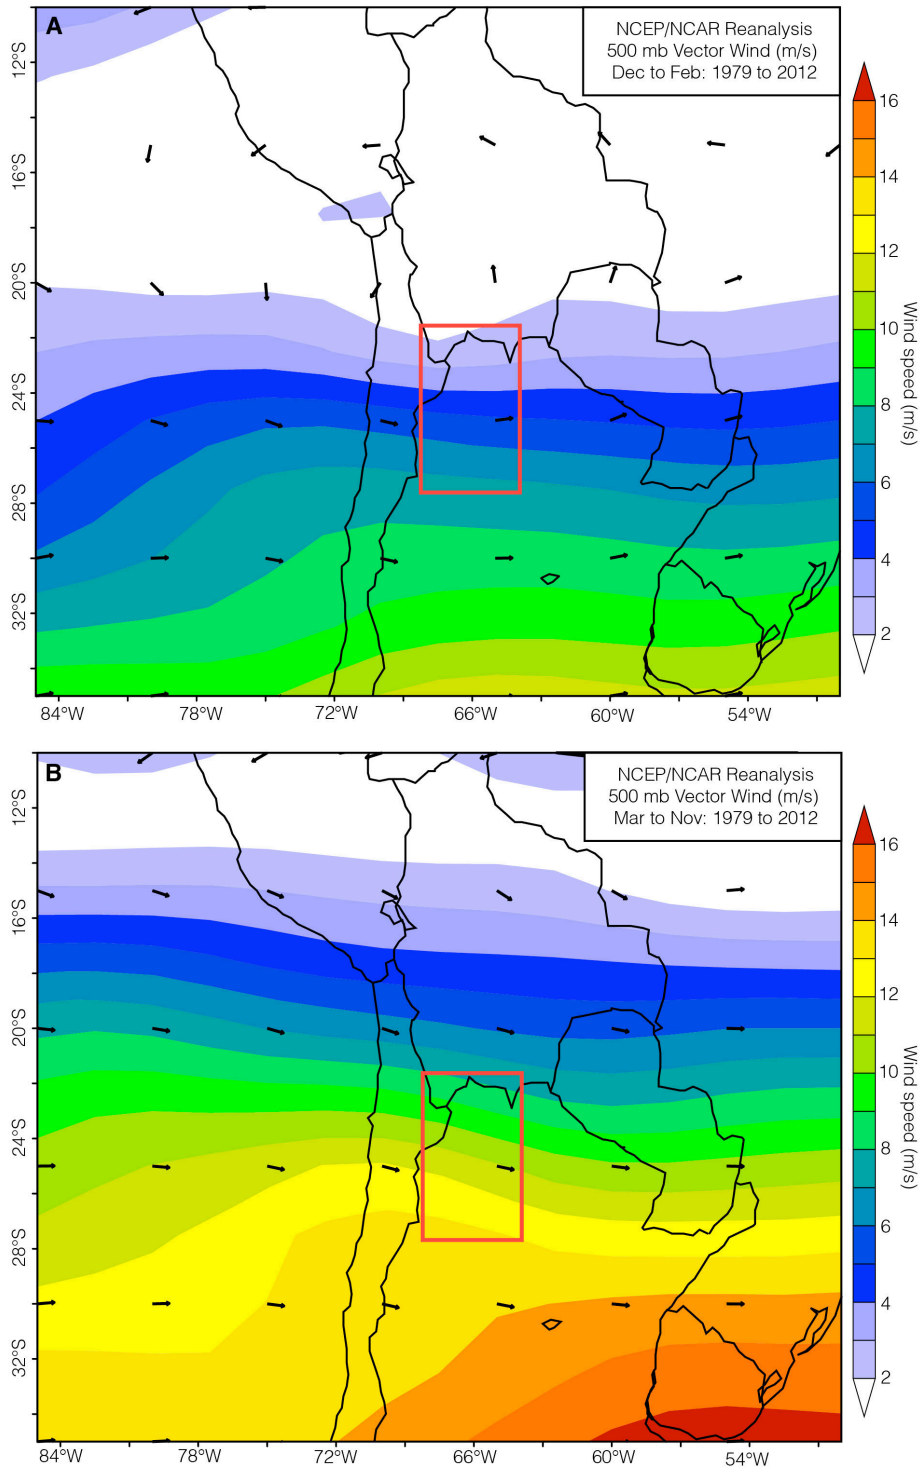 A
NCEP/NCAR Reanalysis
500 mb Vector Wind (m/s)
Dec to Feb: 1979 to 2012
12°S
16°S
20°S
24°S
28°S
32°S
84°W
78°W
72°W
66°W
60°W
54°W
16
14
12
10
8
6
4
2
Wind speed (m/s)
B
NCEP/NCAR Reanalysis
500 mb Vector Wind (m/s)
Mar to Nov: 1979 to 2012
12°S
16°S
20°S
24°S
28°S
32°S
84°W
78°W
72°W
66°W
60°W
54°W
16
14
12
10
8
6
4
2
Wind speed (m/s)